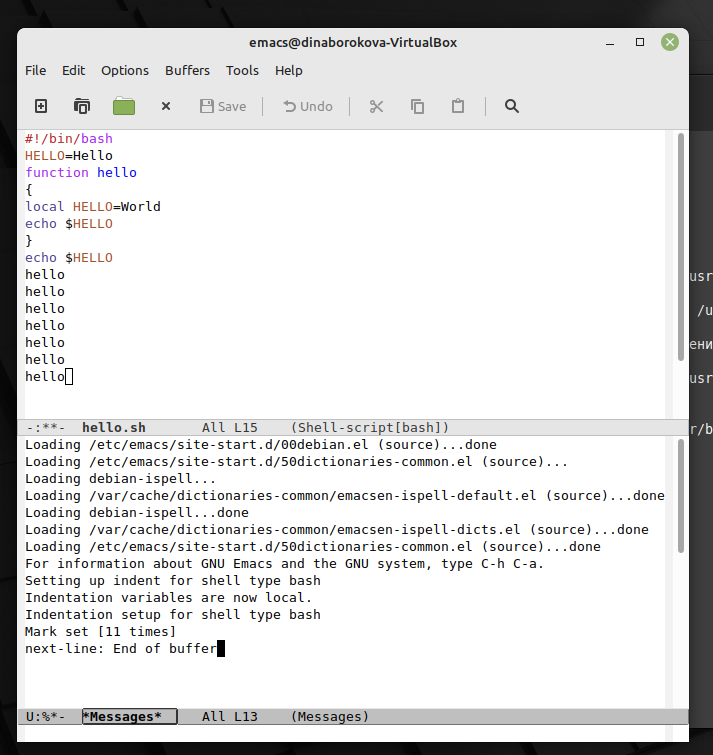 emacs@dinaborokova-VirtualBox
File Edit Options Buffers Tools Help
Save Undo
#!/bin/bash
HELLO=Hello
function hello
{
local HELLO=World
echo $HELLO
}
echo $HELLO
hello
hello
hello
hello
hello
hello
hello
-:**-  hello.sh       All L15    (Shell-script[bash])
Loading /etc/emacs/site-start.d/00debian.el (source)...done
Loading /etc/emacs/site-start.d/50dictionaries-common.el (source)...
Loading debian-ispell...
Loading /var/cache/dictionaries-common/emacsen-ispell-default.el (source)...done
Loading debian-ispell...done
Loading /var/cache/dictionaries-common/emacsen-ispell-dicts.el (source)...done
Loading /etc/emacs/site-start.d/50dictionaries-common.el (source)...done
For information about GNU Emacs and the GNU system, type C-h C-a.
Setting up indent for shell type bash
Indentation variables are now local.
Indentation setup for shell type bash
Mark set [11 times]
next-line: End of buffer
U:%*-  *Messages*     All L13    (Messages)
usr
/u
ени
usr
r/b